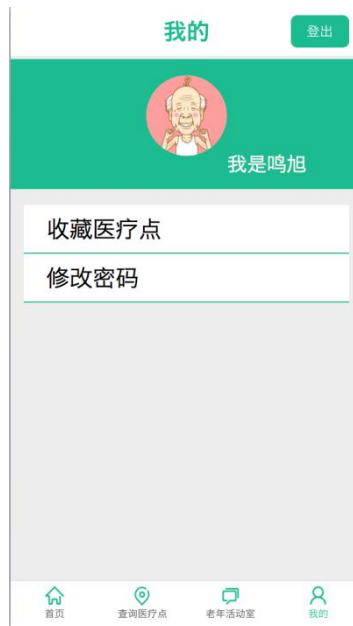 我的
登出
我是鸣旭
收藏医疗点
修改密码
首页
查询医疗点
老年活动室
我的